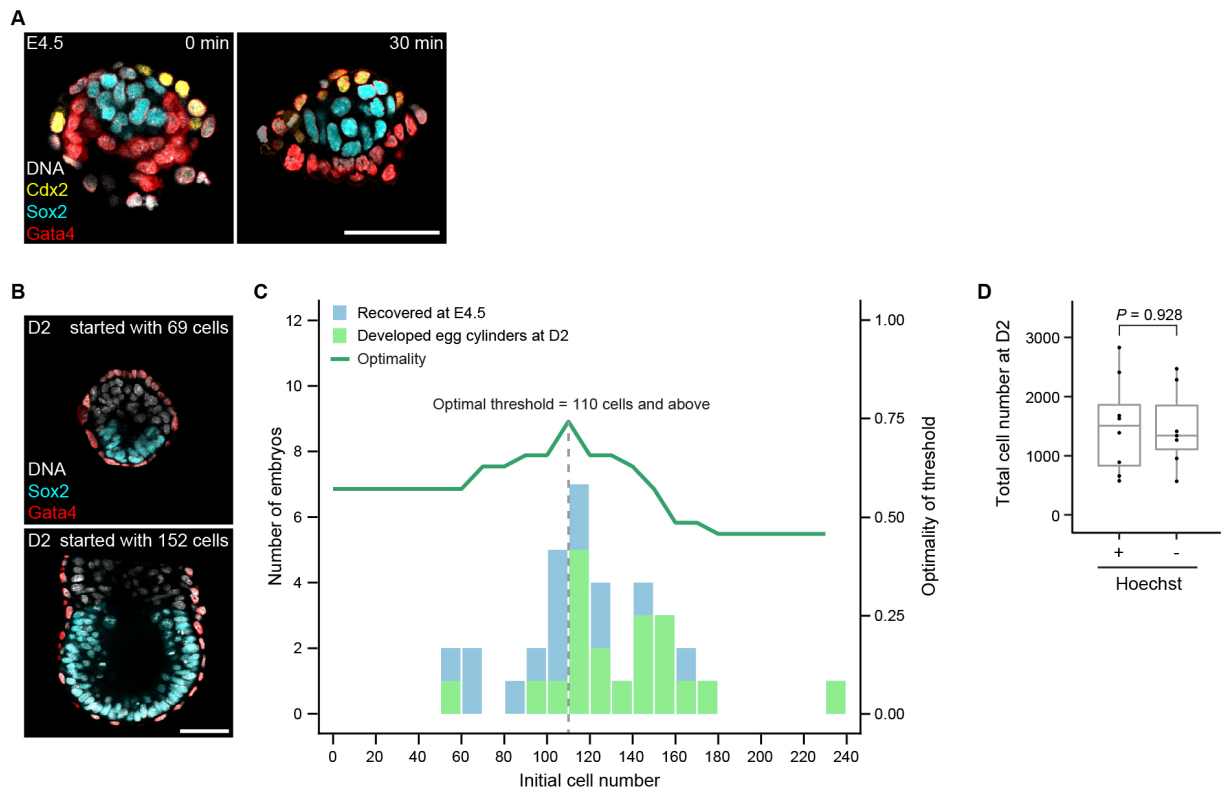 A
E4.5
0 min
30 min
DNA
Cdx2
Sox2
Gata4
B
D2 started with 69 cells
DNA
Sox2
Gata4
D2 started with 152 cells
C
Recovered at E4.5
Developed egg cylinders at D2
Optimality
Optimal threshold = 110 cells and above
Number of embryos
12
10
8
6
4
2
0
1.00
0.75
0.50
0.25
0.00
Optimality of threshold
0 20 40 60 80 100 120 140 160 180 200 220 240
Initial cell number
D
P = 0.928
Total cell number at D2
3000
2000
1000
0
+ -
Hoechst